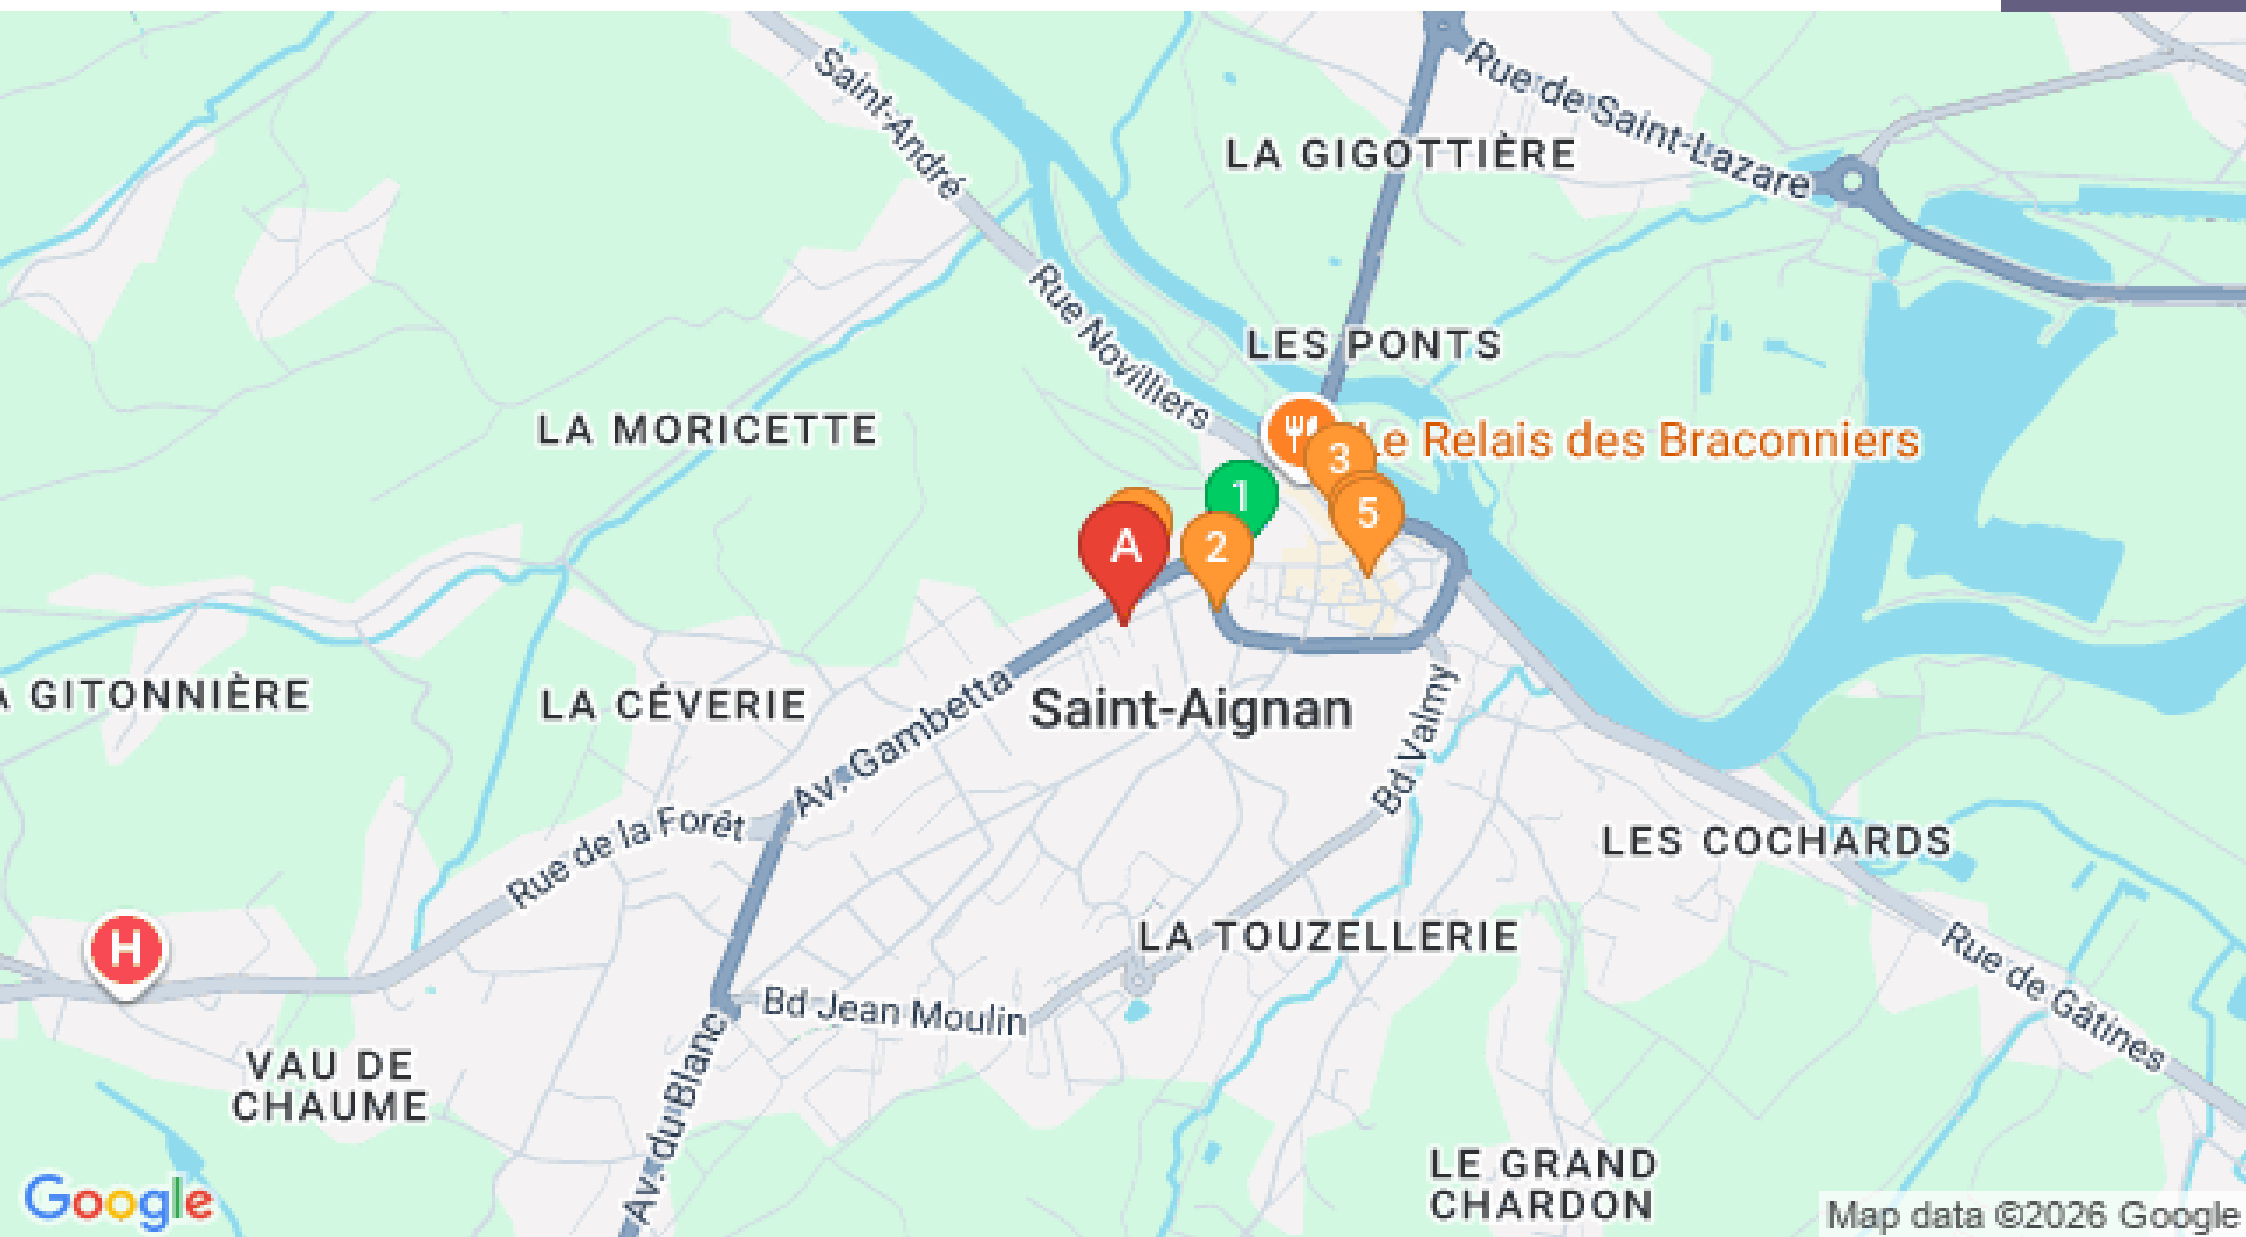 Saint-André
Rue de Saint-Lazare
LA GIGOTTIÈRE
Rue Novilliers
LES PONTS
LA MORICETTE
Le Relais des Braconniers
3
1
5
A
2
A GITONNIÈRE
LA CÉVERIE
Saint-Aignan
Av. Gambetta
Bd Valmy
Rue de la Forêt
LES COCHARDS
H
LA TOUZELLERIE
Rue de Gâtines
Bd Jean Moulin
VAU DE
CHAUME
Av. du Blanc
LE GRAND
CHARDON
Google
Map data ©2026 Google